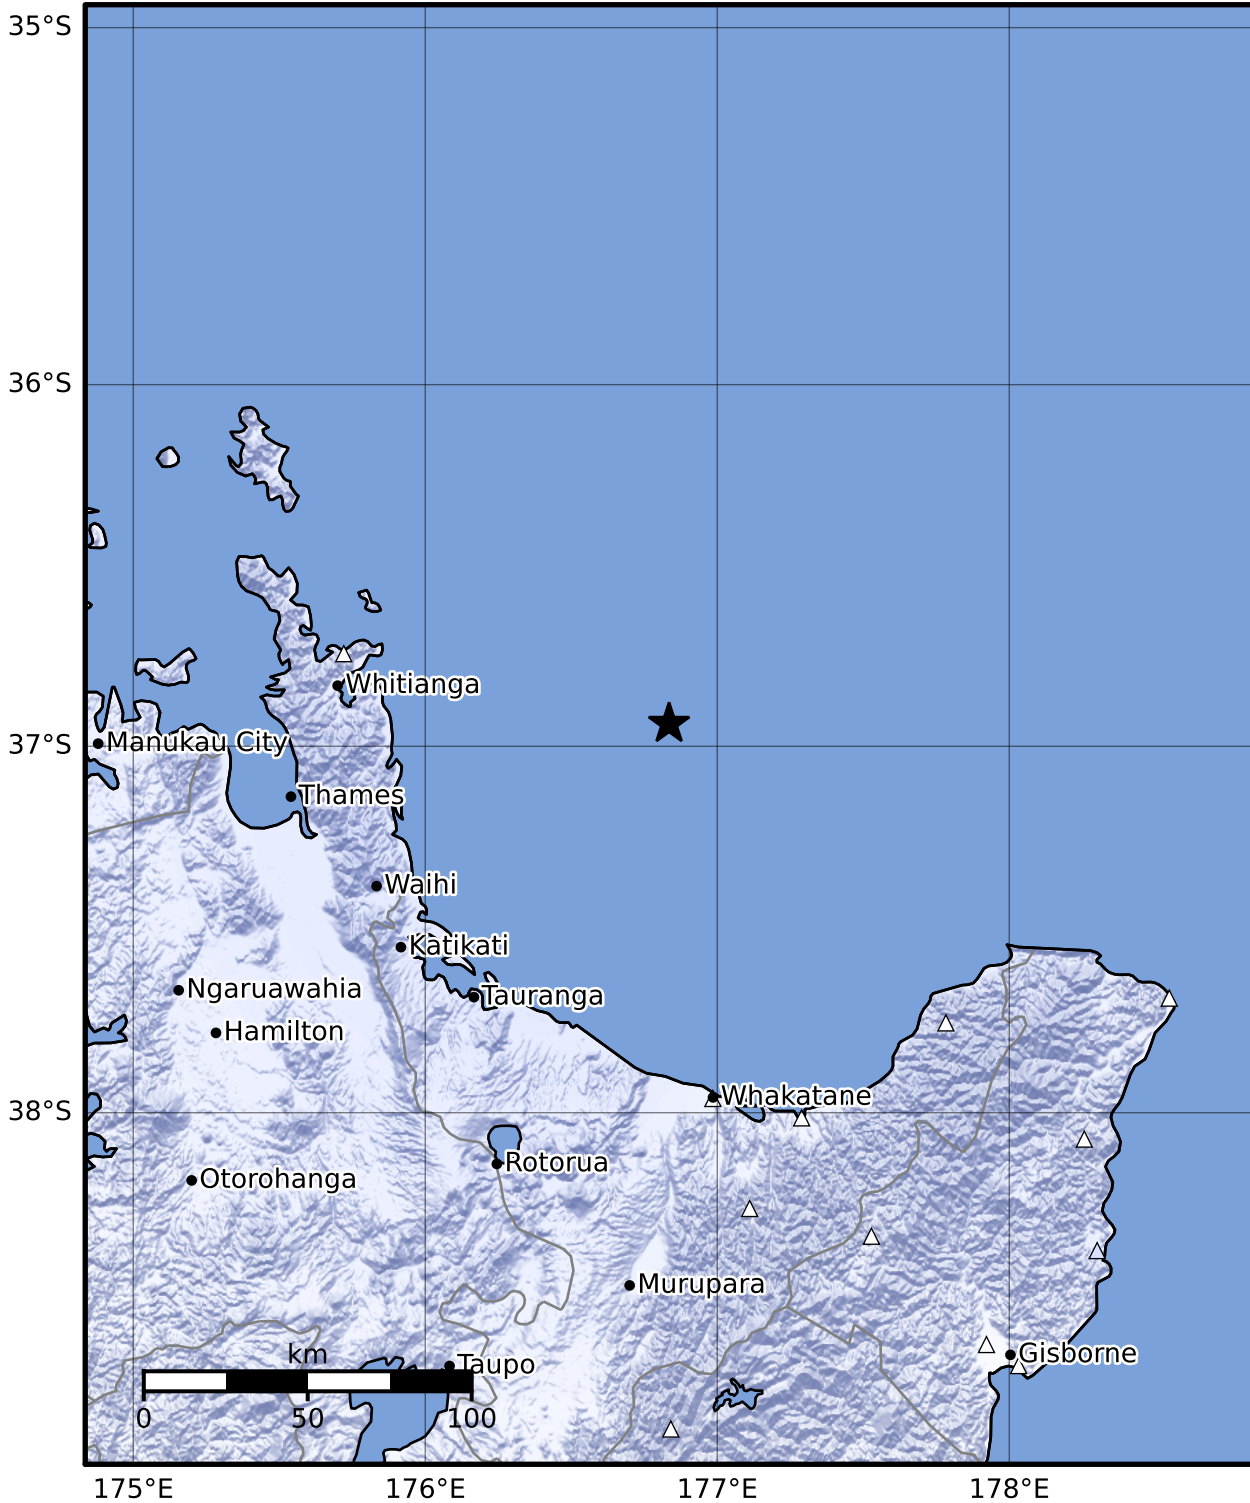 35°S
36°S
Whitianga
37°S
Manukau City
Thames
Waihi
Katikati
Ngaruawahia
Tauranga
Hamilton
Whakatane
38°S
Rotorua
Otorohanga
Murupara
km
Gisborne
Taupo
0 50 100
175°E 176°E 177°E 178°E